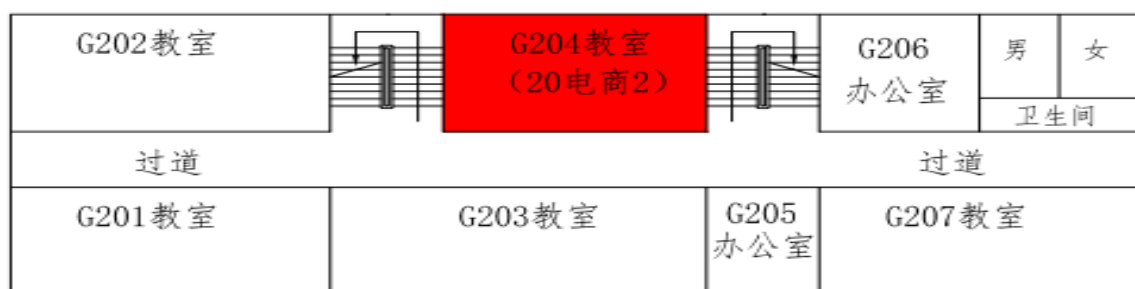 G202教室
G204教室
（20电商2）
G206
办公室
男
女
卫生间
过道
过道
G201教室
G203教室
G205
办公室
G207教室